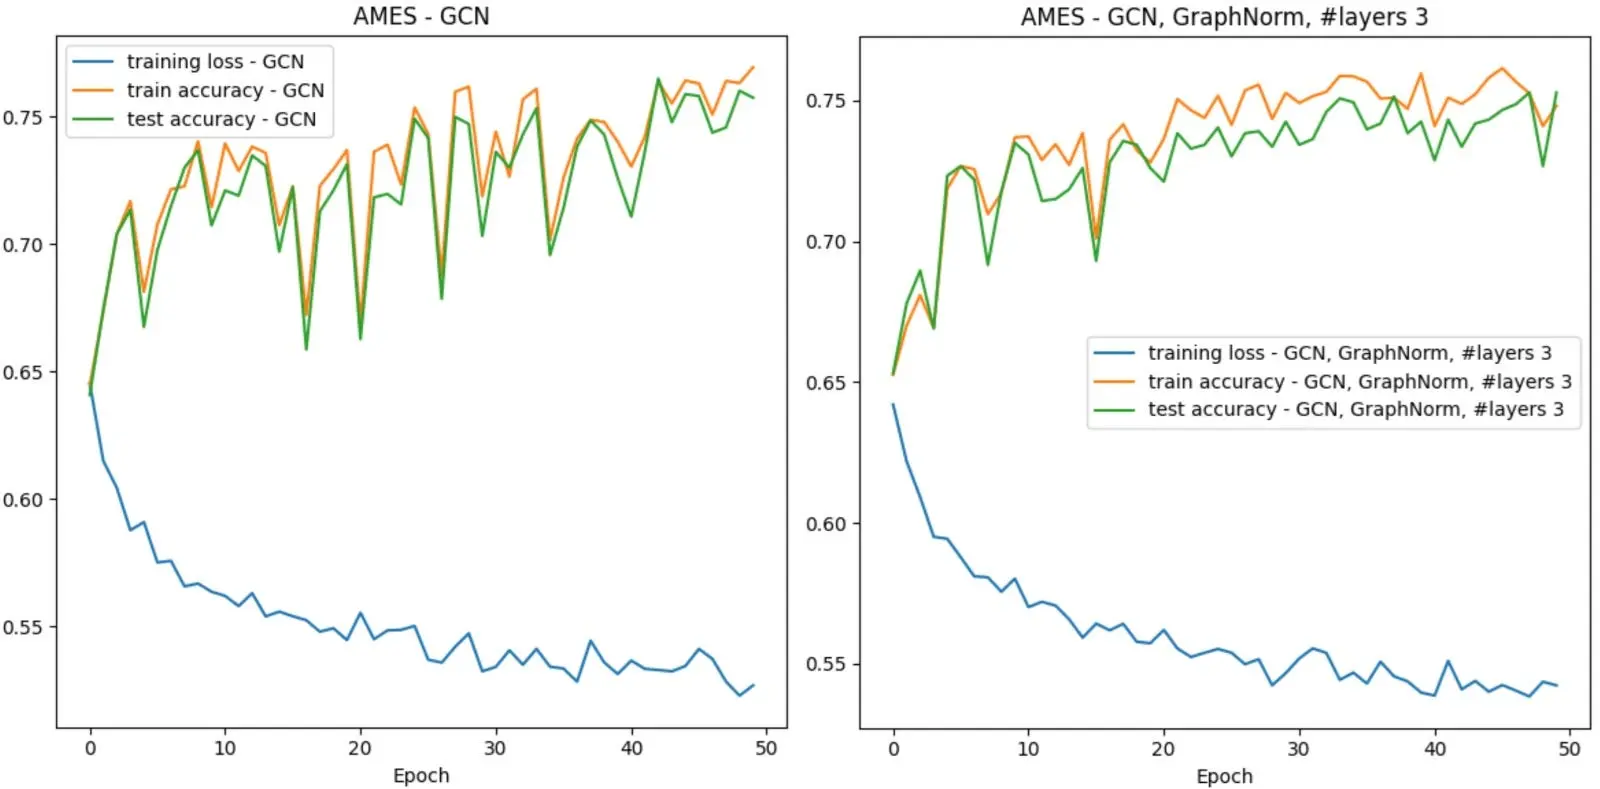 AMES - GCN
training loss - GCN
train accuracy - GCN
test accuracy - GCN
0.75
0.70
0.65
0.60
0.55
0 10 20 30 40 50
Epoch
AMES - GCN, GraphNorm, #layers 3
0.75
0.70
0.65
0.60
0.55
training loss - GCN, GraphNorm, #layers 3
train accuracy - GCN, GraphNorm, #layers 3
test accuracy - GCN, GraphNorm, #layers 3
0 10 20 30 40 50
Epoch